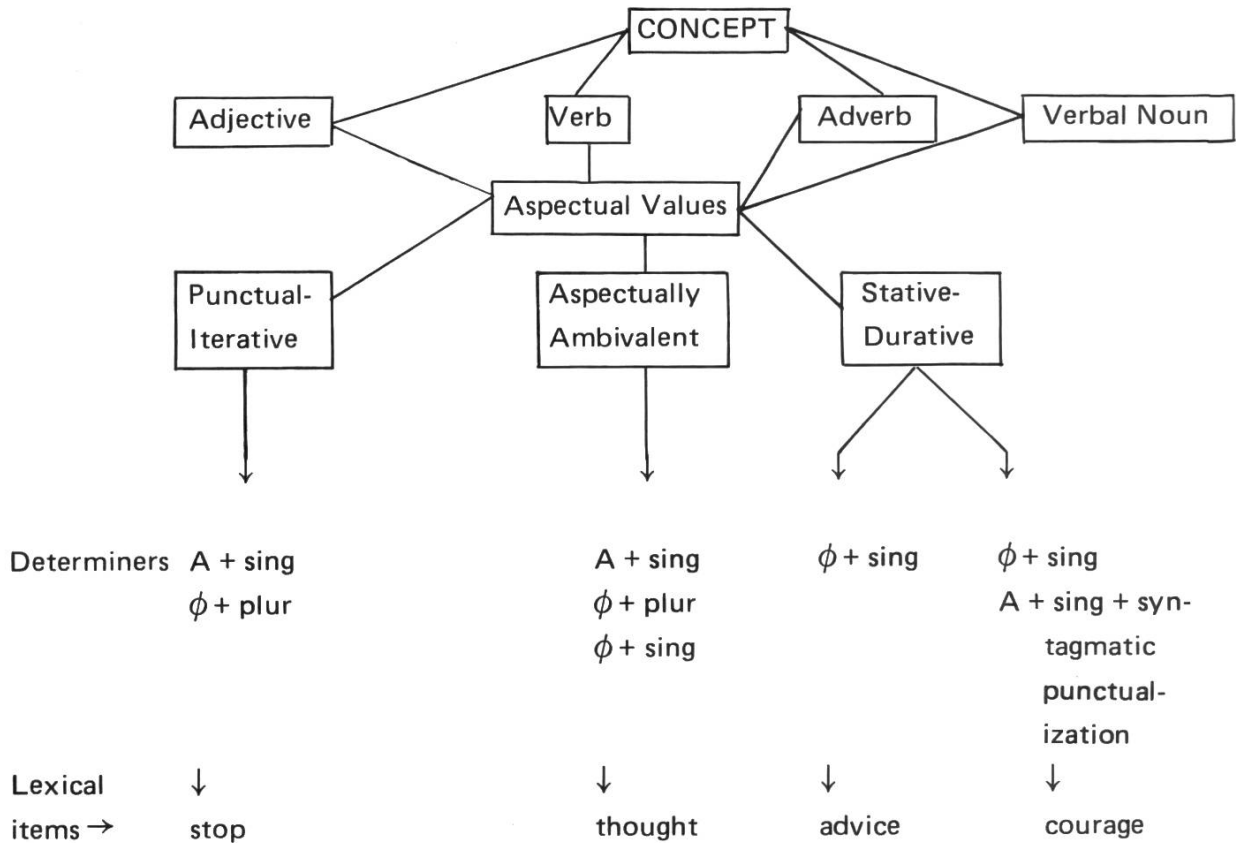 CONCEPT
Adjective Verb Adverb Verbal Noun
Aspectual Values
Punctual- Aspectually Stative-
Iterative Ambivalent Durative
Determiners A + sing A + sing ϕ + sing ϕ + sing
ϕ + plur ϕ + plur A + sing + syn-
ϕ + sing tagmatic
punctual-
ization
Lexical ↓ ↓ ↓ ↓
items → stop thought advice courage